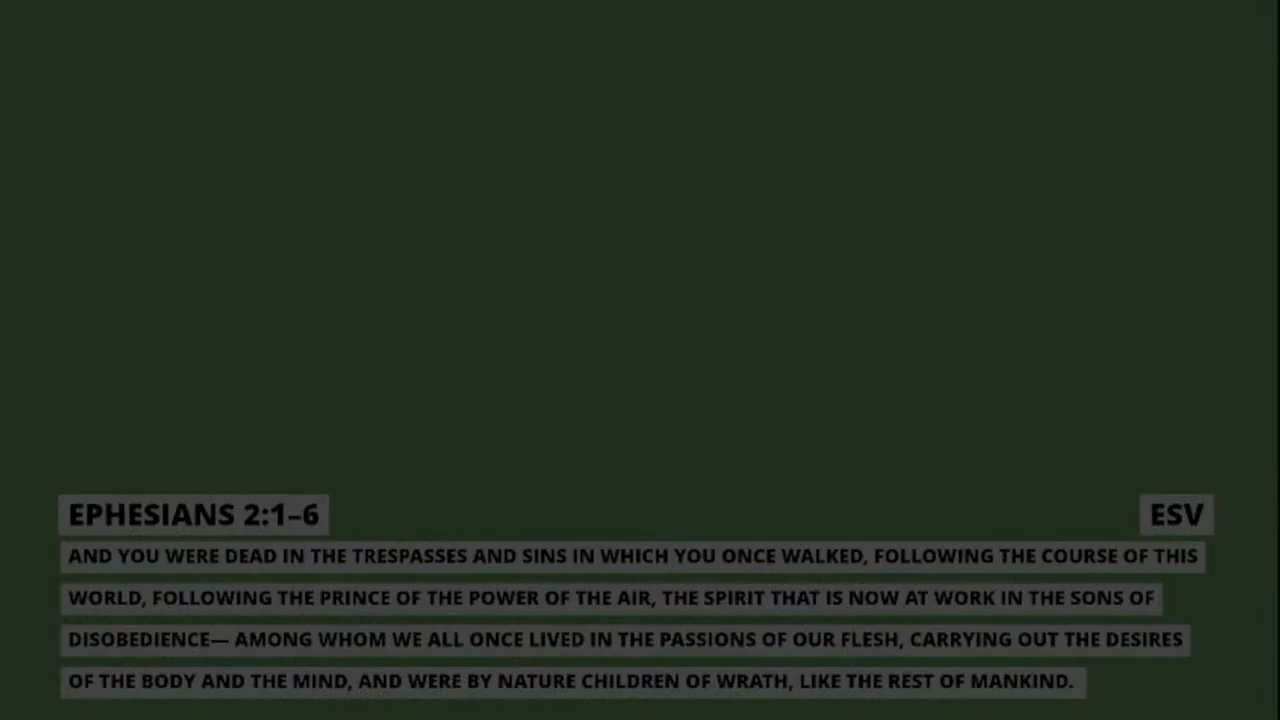 EPHESIANS 2:1–6 ESV
AND YOU WERE DEAD IN THE TRESPASSES AND SINS IN WHICH YOU ONCE WALKED, FOLLOWING THE COURSE OF THIS
WORLD, FOLLOWING THE PRINCE OF THE POWER OF THE AIR, THE SPIRIT THAT IS NOW AT WORK IN THE SONS OF
DISOBEDIENCE— AMONG WHOM WE ALL ONCE LIVED IN THE PASSIONS OF OUR FLESH, CARRYING OUT THE DESIRES
OF THE BODY AND THE MIND, AND WERE BY NATURE CHILDREN OF WRATH, LIKE THE REST OF MANKIND.